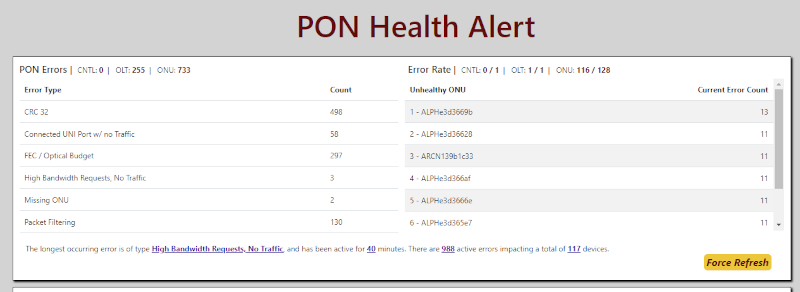 PON Health Alert
PON Errors | CNTL: 0 | OLT: 255 | ONU: 733
Error Type Count
CRC 32 498
Connected UNI Port w/ no Traffic 58
FEC / Optical Budget 297
High Bandwidth Requests, No Traffic 3
Missing ONU 2
Packet Filtering 130
Error Rate | CNTL: 0 / 1 | OLT: 1 / 1 | ONU: 116 / 128
Unhealthy ONU Current Error Count
1 - ALPHe3d3669b 13
2 - ALPHe3d36628 11
3 - ARCN139b1c33 11
4 - ALPHe3d366af 11
5 - ALPHe3d3666e 11
6 - ALPHe3d365e7 11
The longest occurring error is of type High Bandwidth Requests, No Traffic, and has been active for 40 minutes. There are 988 active errors impacting a total of 117 devices.
Force Refresh